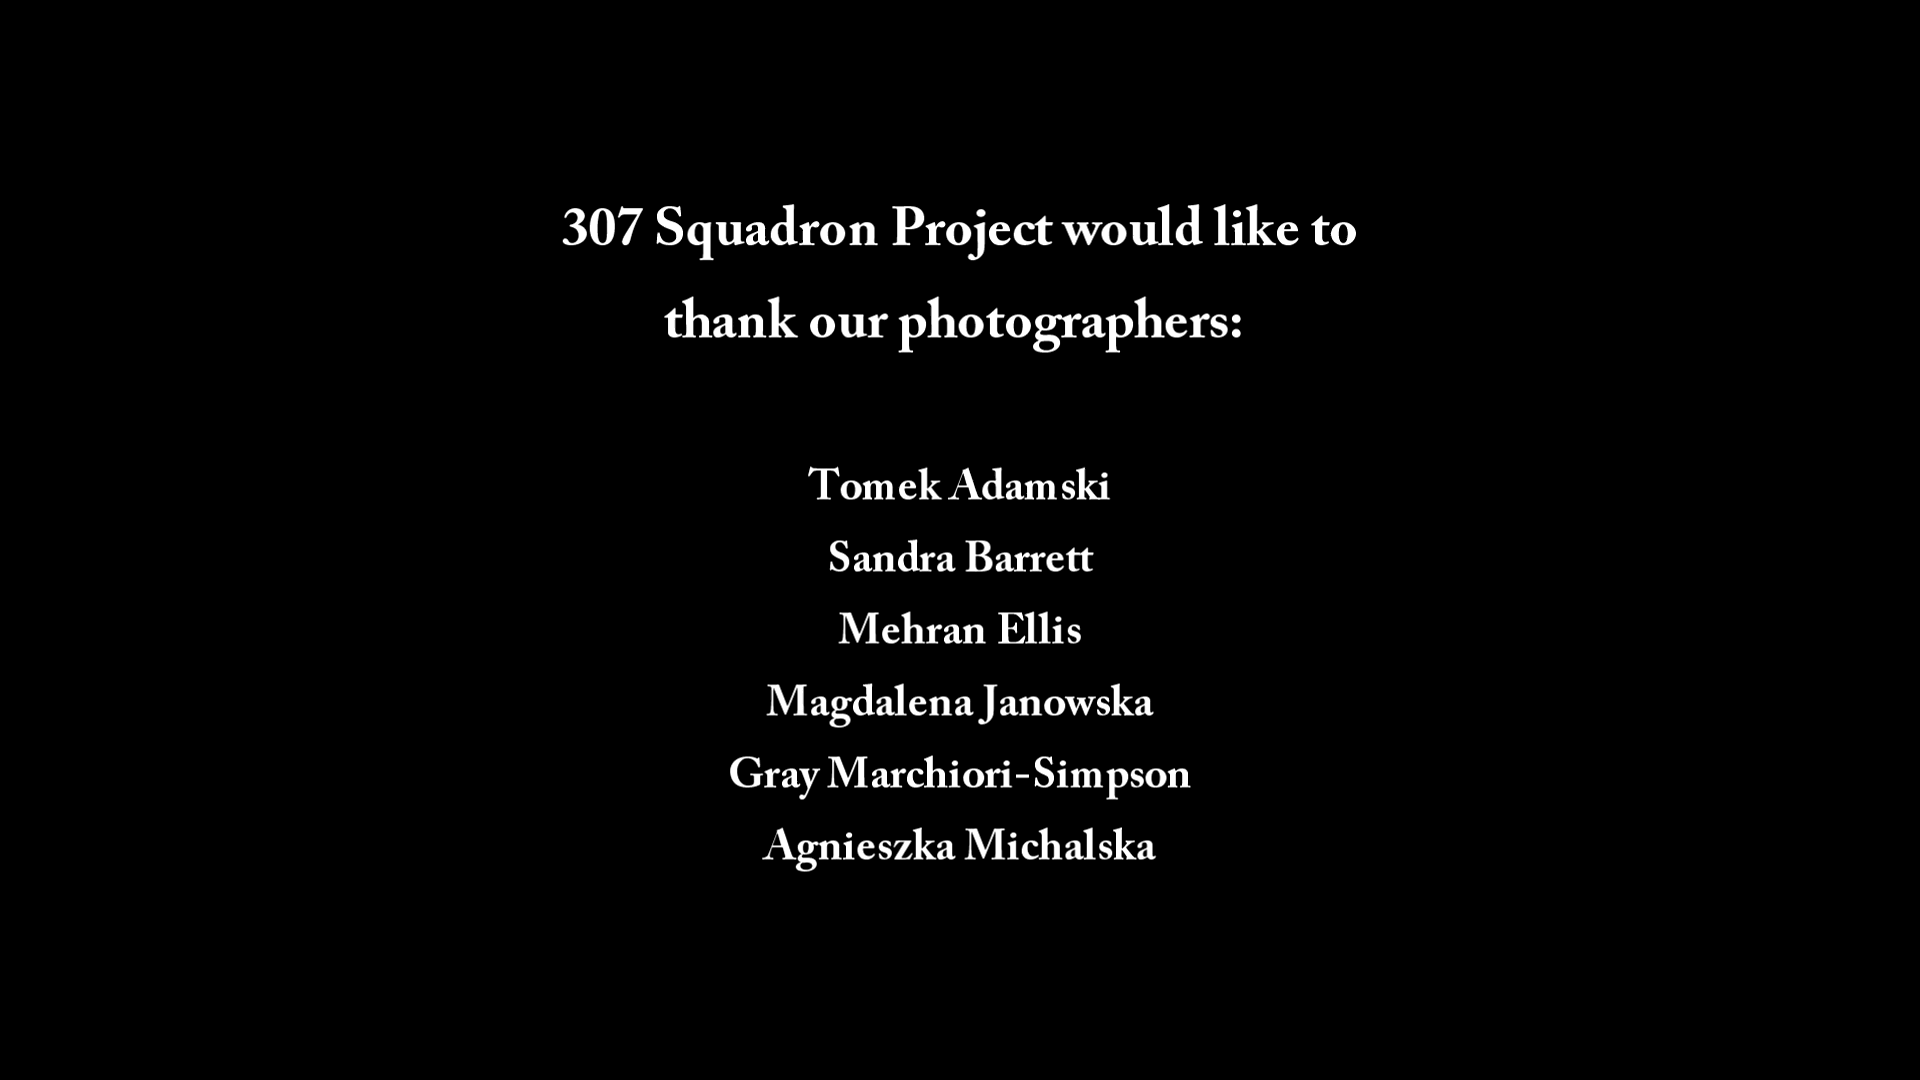 307 Squadron Project would like to
thank our photographers:
Tomek Adamski
Sandra Barrett
Mehran Ellis
Magdalena Janowska
Gray Marchiori-Simpson
Agnieszka Michalska